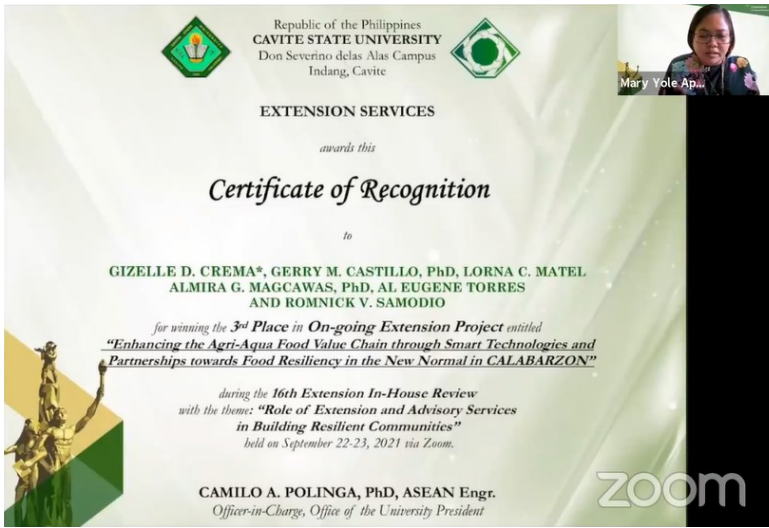 Republic of the Philippines
CAVITE STATE UNIVERSITY
Don Severino delas Alas Campus
Indang, Cavite
EXTENSION SERVICES
awards this
Certificate of Recognition
to
GIZELLE D. CREMA*, GERRY M. CASTILLO, PhD, LORNA C. MATEL
ALMIRA G. MAGCAWAS, PhD, AL EUGENE TORRES
AND ROMNICK V. SAMODIO
for winning the 3rd Place in On-going Extension Project entitled
“Enhancing the Agri-Aqua Food Value Chain through Smart Technologies and
Partnerships towards Food Resiliency in the New Normal in CALABARZON”
during the 16th Extension In-House Review
with the theme: “Role of Extension and Advisory Services
in Building Resilient Communities”
held on September 22-23, 2021 via Zoom.
CAMILO A. POLINGA, PhD, ASEAN Engr.
Officer-in-Charge, Office of the University President
Mary Yole Ap...
zoom